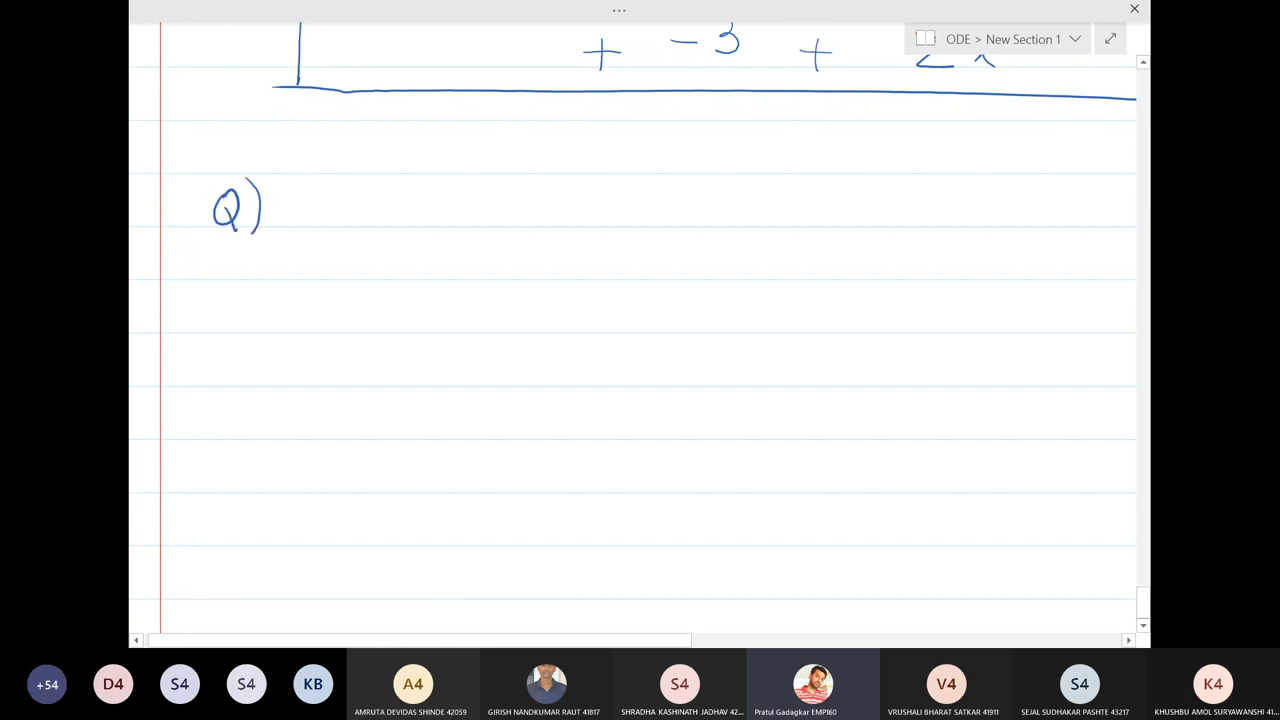 + -3 + 2x
ODE > New Section 1
Q)
+54
D4
S4
S4
KB
A4
S4
V4
S4
K4
AMRUTA DEVIDAS SHINDE 42059
GIRISH NANDKUMAR RAUT 41817
SHRADHA KASHINATH JADHAV 42...
Pratul Gadagkar EMP160
VRUSHALI BHARAT SATKAR 41911
SEJAL SUDHAKAR PASHTE 43217
KHUSHBU AMOL SURYAWANSHI 41...